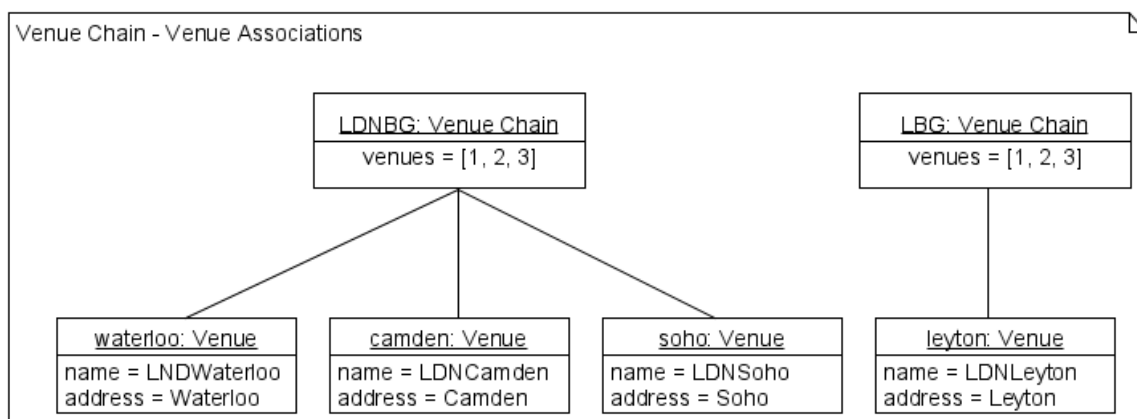 Venue Chain - Venue Associations
LDNBG: Venue Chain
venues = [1, 2, 3]
LBG: Venue Chain
venues = [1, 2, 3]
waterloo: Venue
name = LNDWaterloo
address = Waterloo
camden: Venue
name = LDNCamden
address = Camden
soho: Venue
name = LDNSoho
address = Soho
leyton: Venue
name = LDNLeyton
address = Leyton